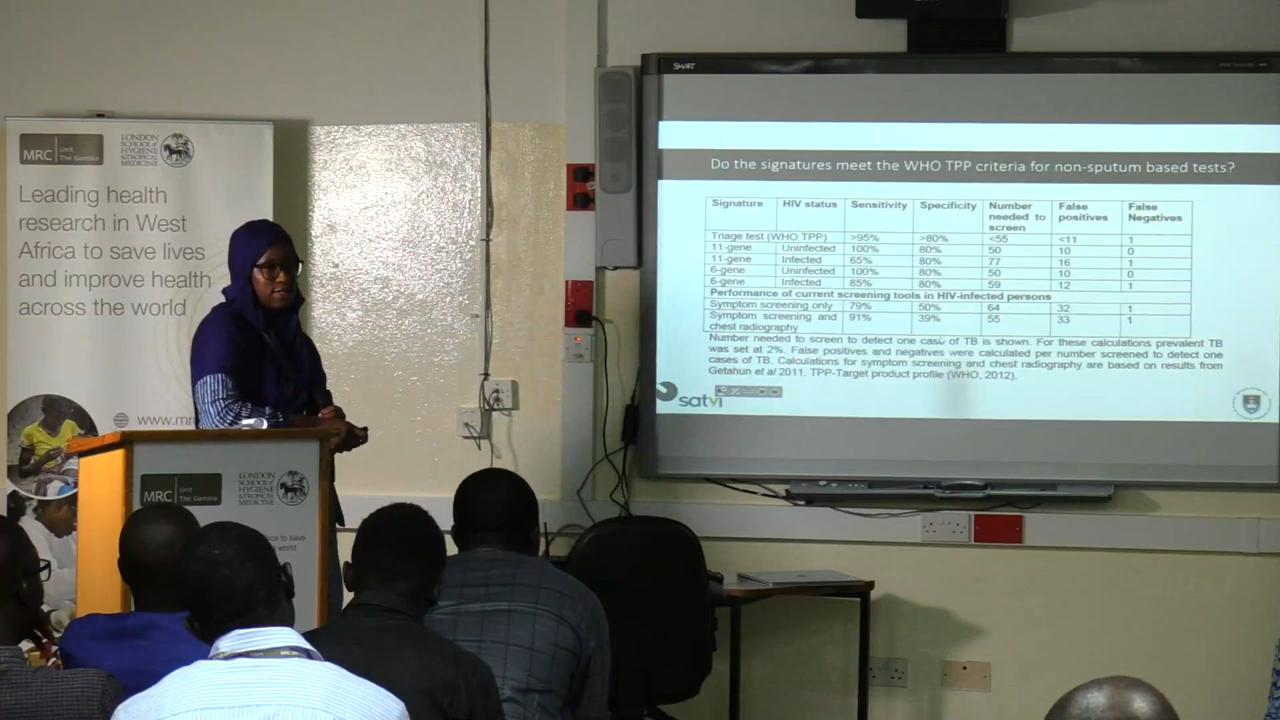 MRC Unit The Gambia
LONDON SCHOOL of HYGIENE & TROPICAL MEDICINE
Leading health
research in West
Africa to save lives
and improve health
across the world
MRC Unit The Gambia
LONDON SCHOOL of HYGIENE & TROPICAL MEDICINE
SMART
Do the signatures meet the WHO TPP criteria for non-sputum based tests?
Signature HIV status Sensitivity Specificity Number needed to screen False positives False Negatives
Triage test (WHO TPP) >95% >80% <55 <11 1
11-gene Uninfected 100% 80% 50 10 0
11-gene Infected 65% 80% 77 16 1
6-gene Uninfected 100% 80% 50 10 0
6-gene Infected 85% 80% 59 12 1
Performance of current screening tools in HIV-infected persons
Symptom screening only 79% 50% 64 32 1
Symptom screening and chest radiography 91% 39% 55 33 1
Number needed to screen to detect one case of TB is shown. For these calculations prevalent TB
was set at 2%. False positives and negatives were calculated per number screened to detect one
cases of TB. Calculations for symptom screening and chest radiography are based on results from
Getahun et al 2011. TPP-Target product profile (WHO, 2012).
satvi